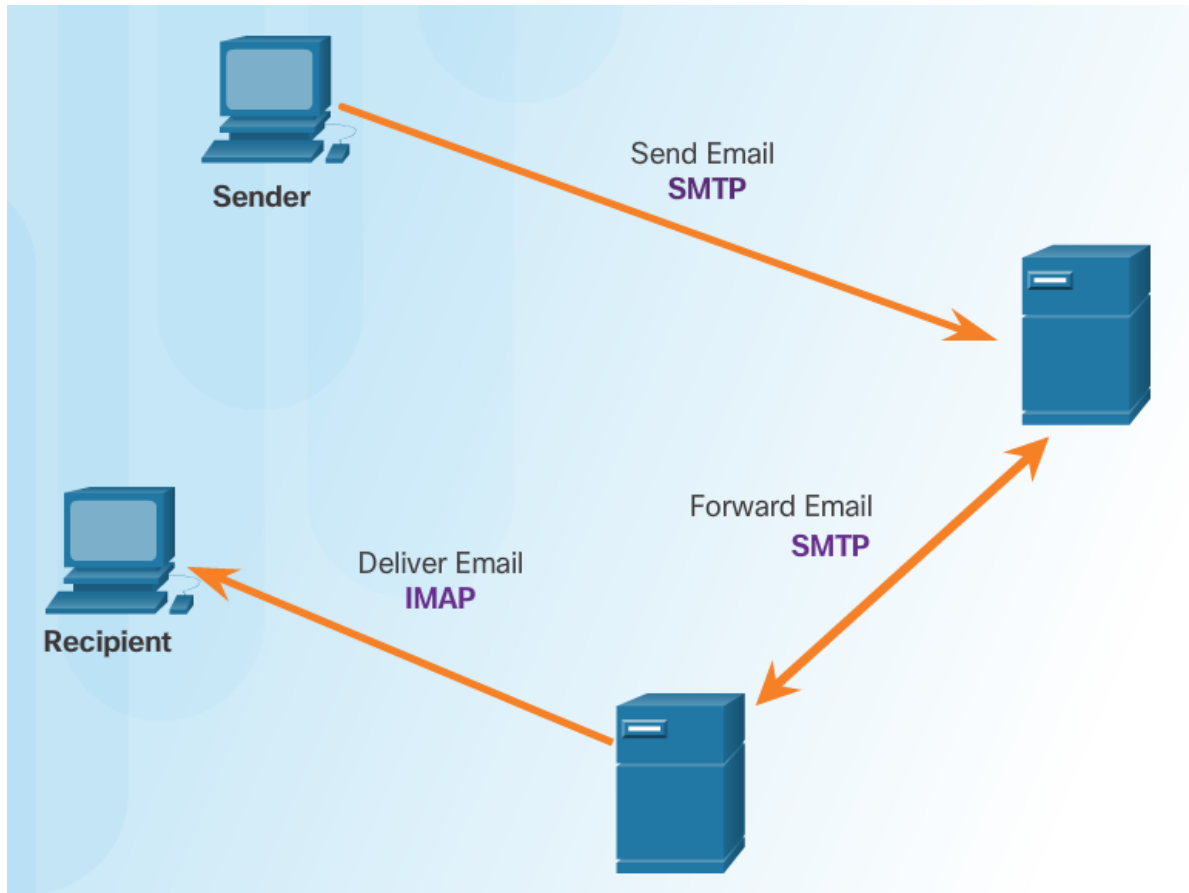 Sender
Send Email
SMTP
Forward Email
SMTP
Deliver Email
IMAP
Recipient